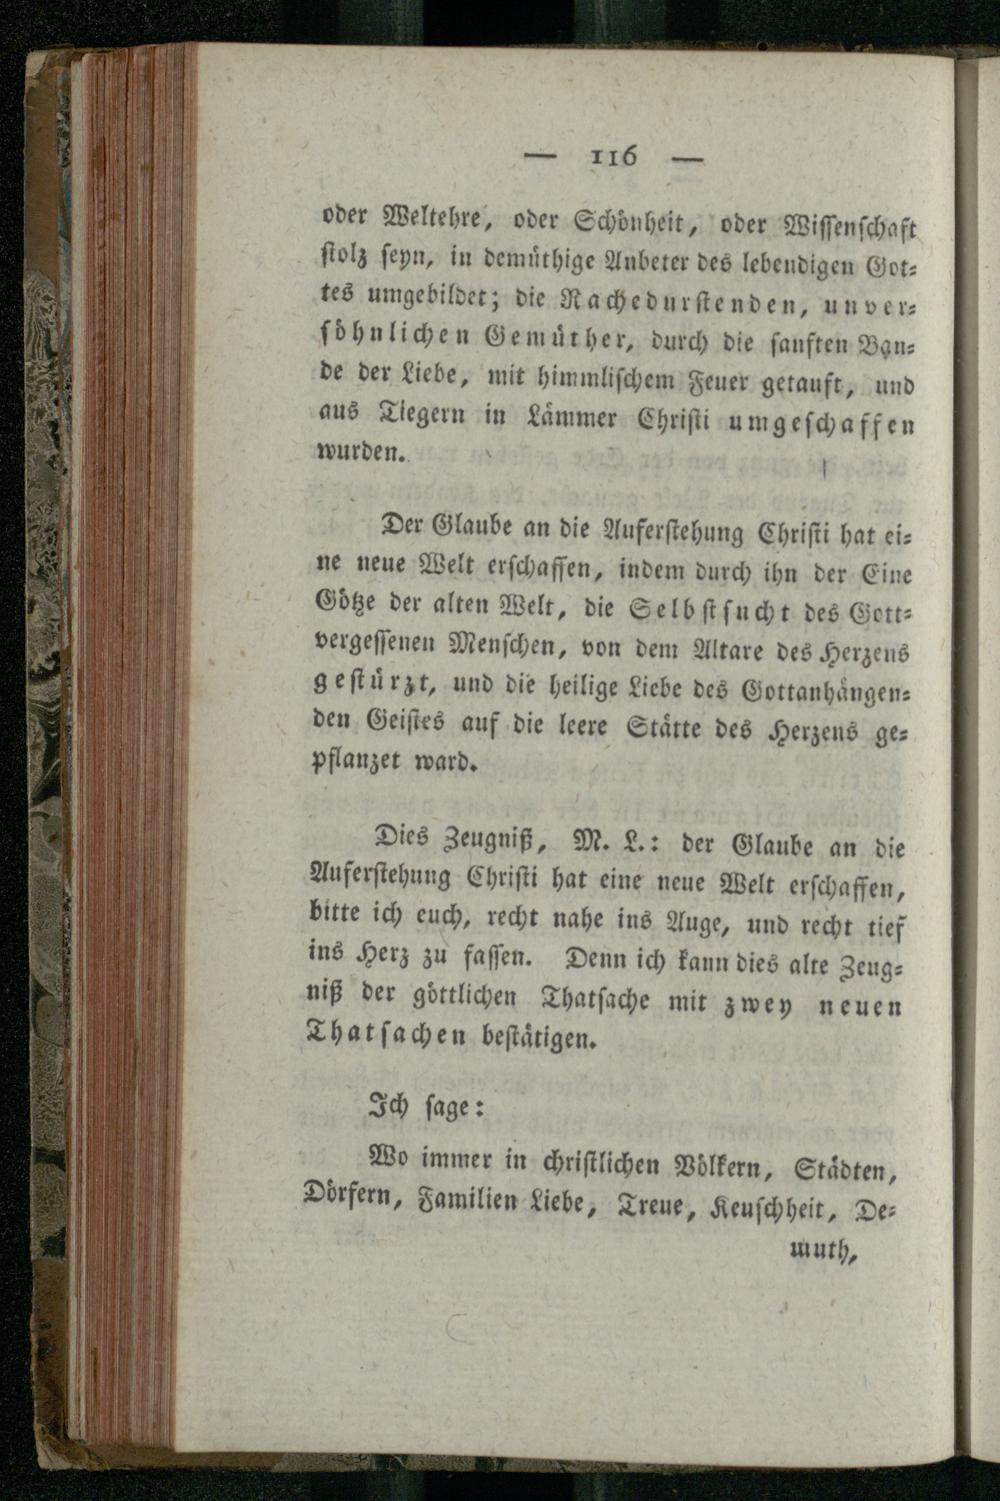 — 116 —
oder Weltehre, oder Schönheit, oder Wissenschaft
stolz seyn, in demüthige Anbeter des lebendigen Got-
tes umgebildet; die Rachedurstenden, unver-
söhnlichen Gemüther, durch die sanften Ban-
de der Liebe, mit himmlischem Feuer getauft, und
aus Tiegern in Lämmer Christi umgeschaffen
wurden.
Der Glaube an die Auferstehung Christi hat ei-
ne neue Welt erschaffen, indem durch ihn der Eine
Götze der alten Welt, die Selbstsucht des Gott-
vergessenen Menschen, von dem Altare des Herzens
gestürzt, und die heilige Liebe des Gottanhängen-
den Geistes auf die leere Stätte des Herzens ge-
pflanzet ward.
Dies Zeugniß, M. L.: der Glaube an die
Auferstehung Christi hat eine neue Welt erschaffen,
bitte ich euch, recht nahe ins Auge, und recht tief
ins Herz zu fassen. Denn ich kann dies alte Zeug-
niß der göttlichen Thatsache mit zwey neuen
Thatsachen bestätigen.
Ich sage:
Wo immer in christlichen Völkern, Städten,
Dörfern, Familien Liebe, Treue, Keuschheit, De-
muth,